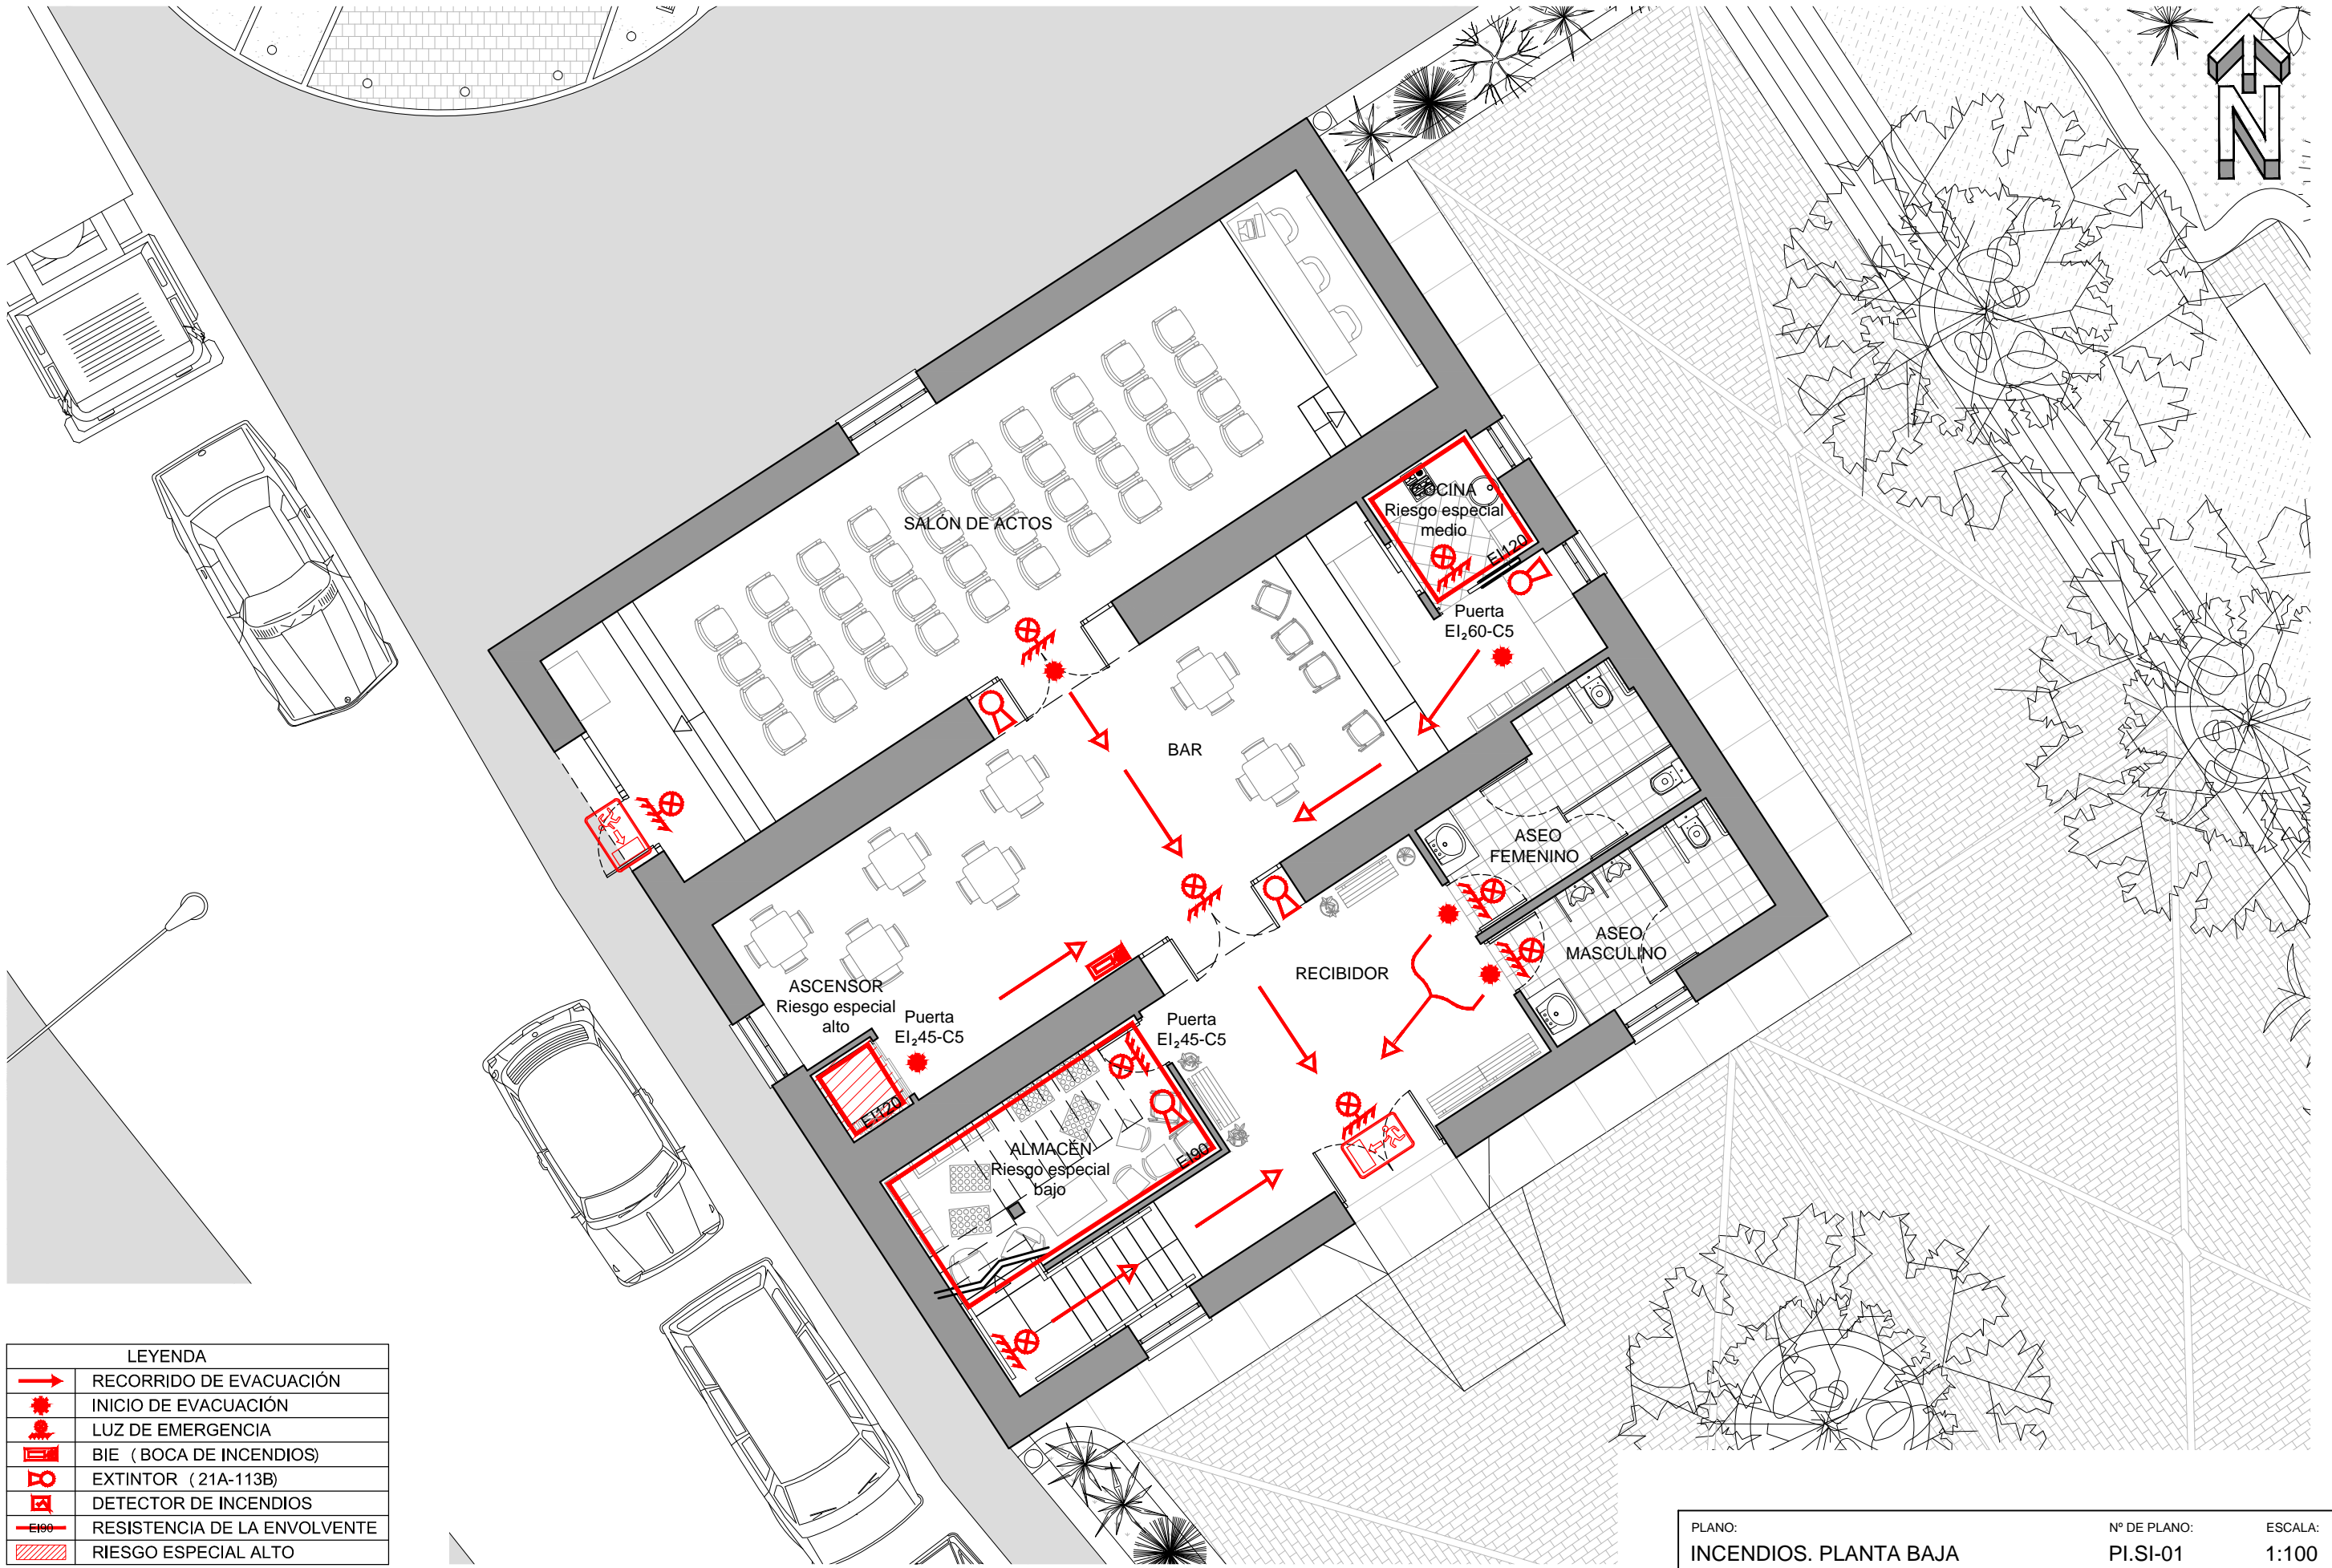 N
COCINA
Riesgo especial
medio
EI120
SALÓN DE ACTOS
Puerta
EI₂60-C5
BAR
ASEO
FEMENINO
ASEO
MASCULINO
RECIBIDOR
ASCENSOR
Riesgo especial
alto
Puerta
EI₂45-C5
EI120
Puerta
EI₂45-C5
ALMACÉN
Riesgo especial
bajo
EI90
LEYENDA
RECORRIDO DE EVACUACIÓN
INICIO DE EVACUACIÓN
LUZ DE EMERGENCIA
BIE ( BOCA DE INCENDIOS)
EXTINTOR ( 21A-113B)
DETECTOR DE INCENDIOS
EI90 RESISTENCIA DE LA ENVOLVENTE
RIESGO ESPECIAL ALTO
PLANO: Nº DE PLANO: ESCALA:
INCENDIOS. PLANTA BAJA PI.SI-01 1:100